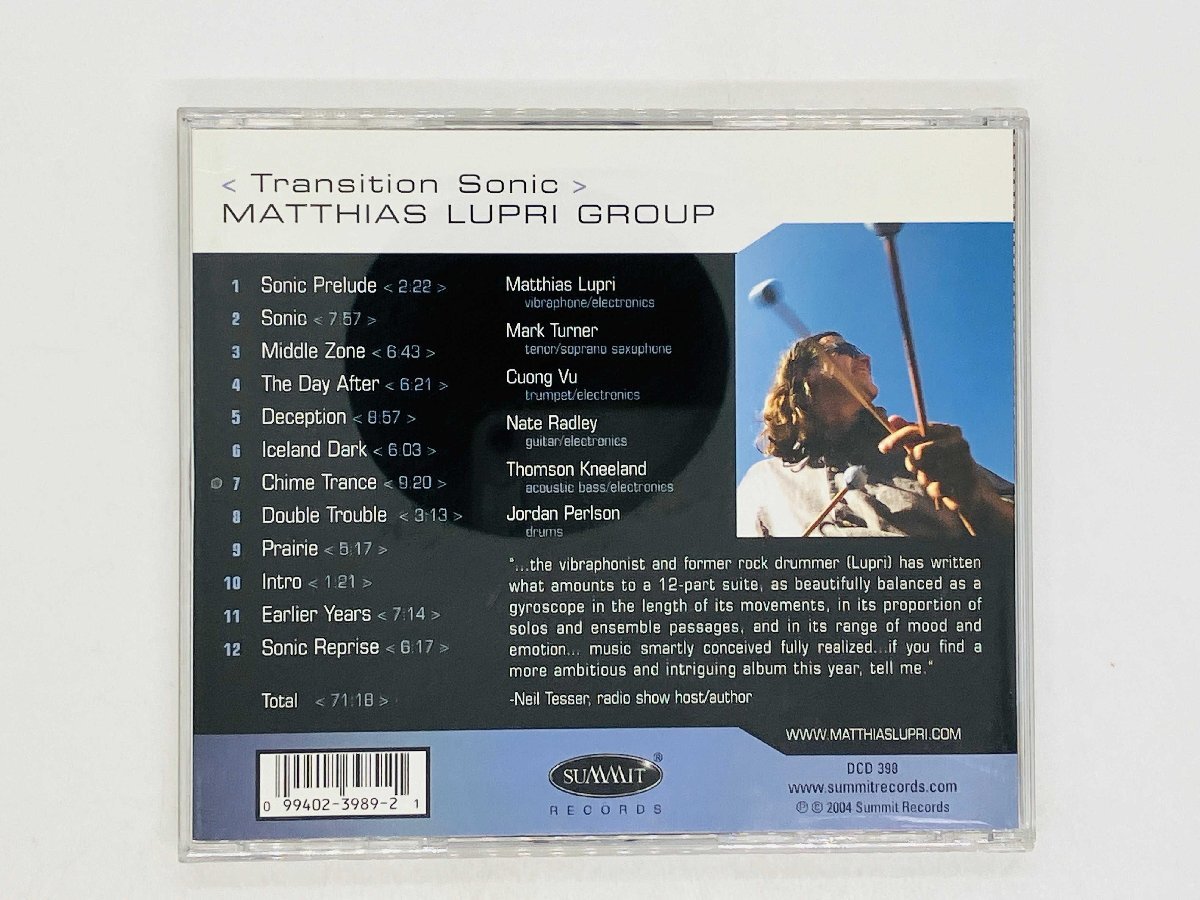 < Transition Sonic >
MATTHIAS LUPRI GROUP
1 Sonic Prelude < 2:22 >
2 Sonic < 7:57 >
3 Middle Zone < 6:43 >
4 The Day After < 6:21 >
5 Deception < 8:57 >
6 Iceland Dark < 6:03 >
7 Chime Trance < 9:20 >
8 Double Trouble < 3:13 >
9 Prairie < 5:17 >
10 Intro < 1:21 >
11 Earlier Years < 7:14 >
12 Sonic Reprise < 6:17 >
Total < 71:18 >
Matthias Lupri
vibraphone/electronics
Mark Turner
tenor/soprano saxophone
Cuong Vu
trumpet/electronics
Nate Radley
guitar/electronics
Thomson Kneeland
acoustic bass/electronics
Jordan Perlson
drums
"...the vibraphonist and former rock drummer (Lupri) has written
what amounts to a 12-part suite, as beautifully balanced as a
gyroscope in the length of its movements, in its proportion of
solos and ensemble passages, and in its range of mood and
emotion... music smartly conceived fully realized...if you find a
more ambitious and intriguing album this year, tell me."
-Neil Tesser, radio show host/author
WWW.MATTHIASLUPRI.COM
0 99402-3989-2 1
SUMMIT®
RECORDS
DCD 398
www.summitrecords.com
℗ © 2004 Summit Records